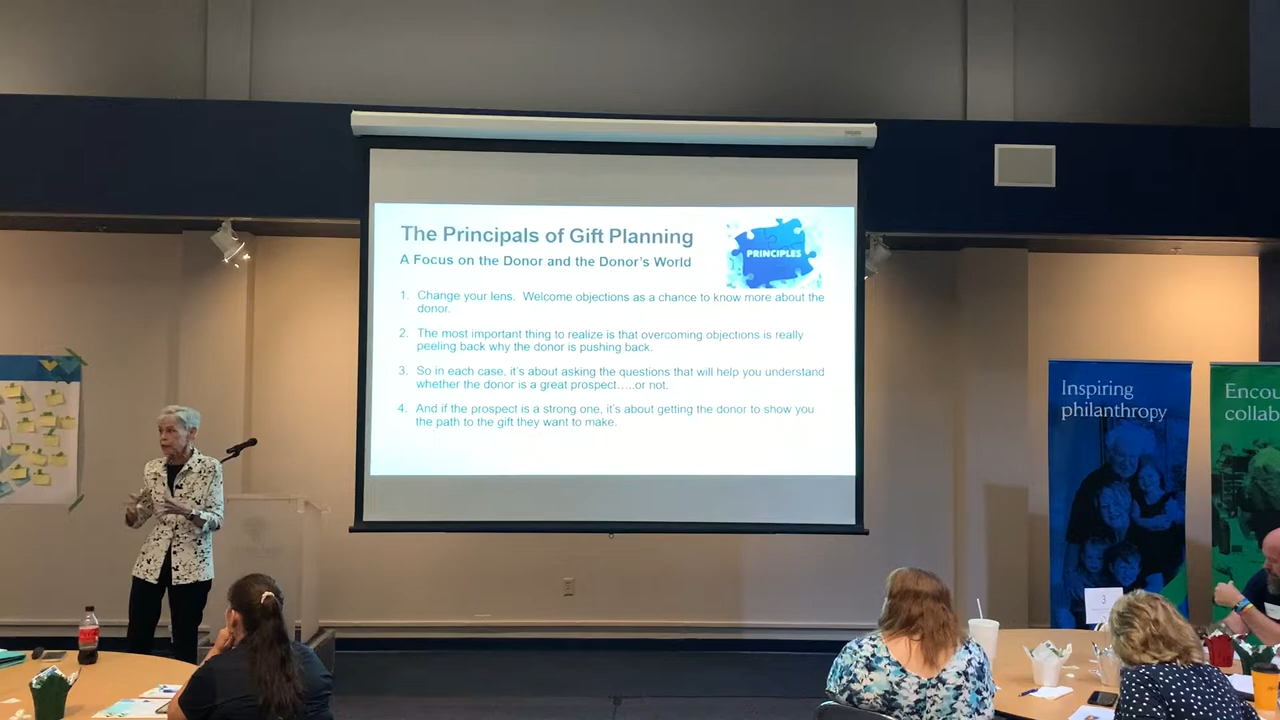 The Principals of Gift Planning
PRINCIPLES
A Focus on the Donor and the Donor's World
1. Change your lens. Welcome objections as a chance to know more about the
donor.
2. The most important thing to realize is that overcoming objections is really
peeling back why the donor is pushing back.
3. So in each case, it's about asking the questions that will help you understand
whether the donor is a great prospect.....or not.
4. And if the prospect is a strong one, it's about getting the donor to show you
the path to the gift they want to make.
Inspiring
philanthropy
Encou
collab
3